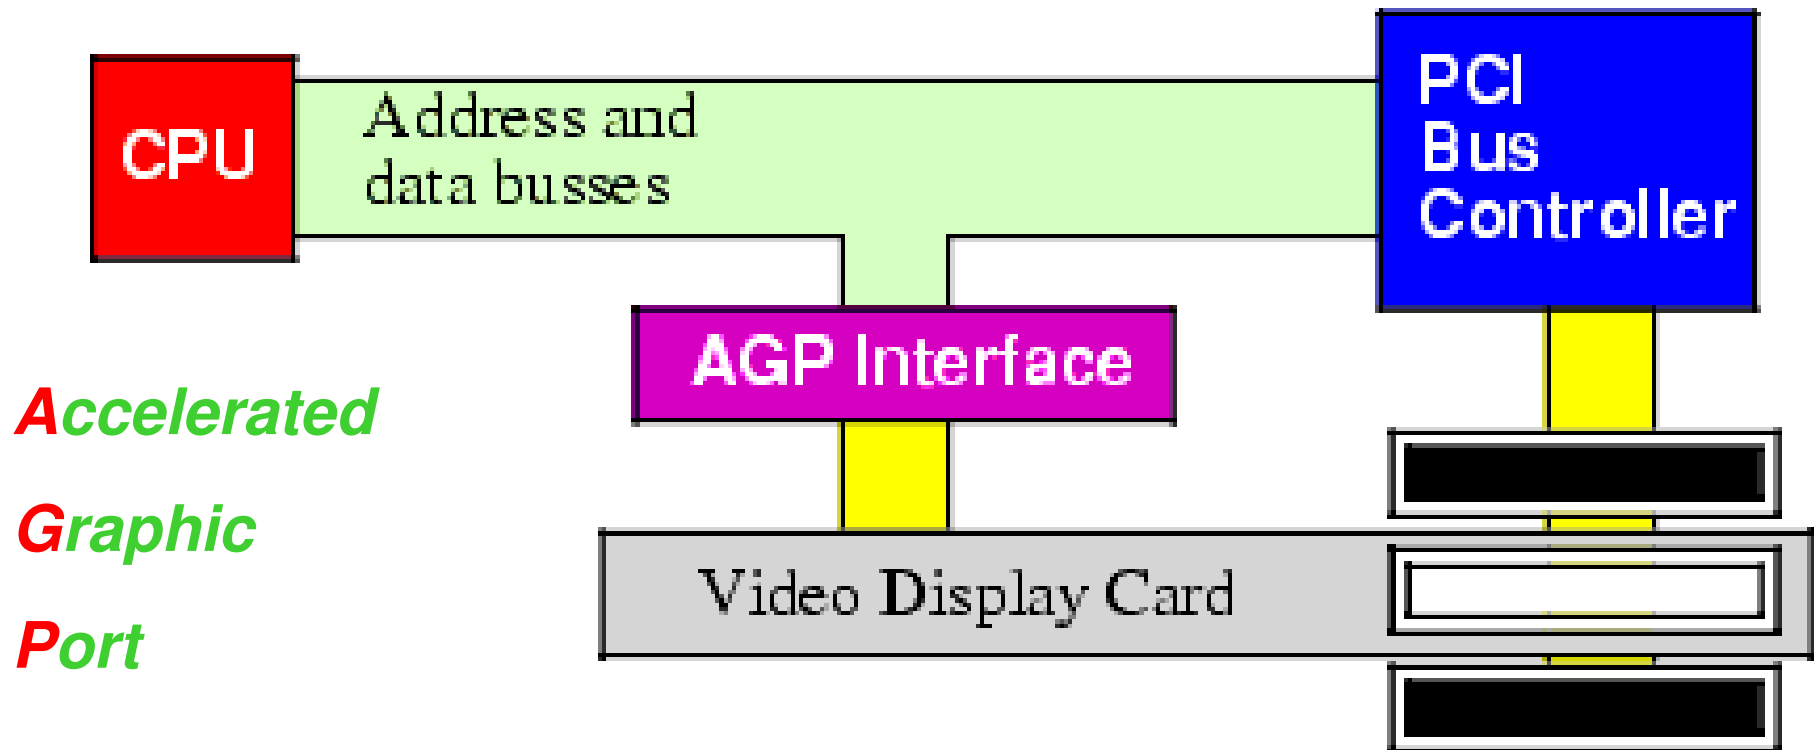 CPU
Address and
data busses
PCI
Bus
Controller
AGP Interface
Accelerated
Graphic
Port
Video Display Card